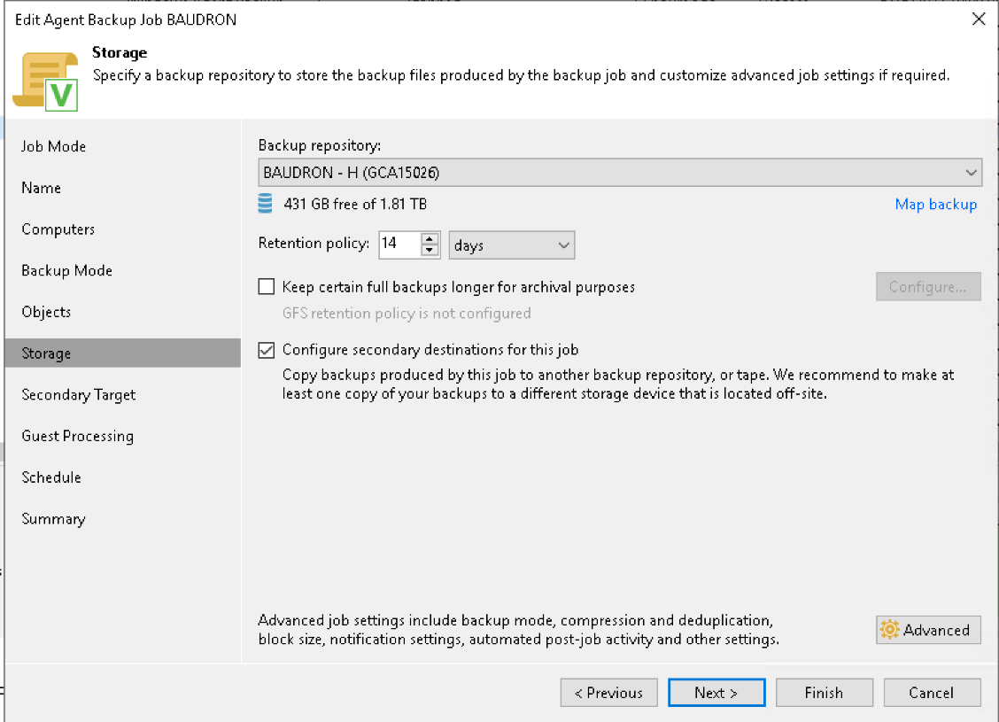 Edit Agent Backup Job BAUDRON
Storage
Specify a backup repository to store the backup files produced by the backup job and customize advanced job settings if required.
Job Mode
Name
Computers
Backup Mode
Objects
Storage
Secondary Target
Guest Processing
Schedule
Summary
Backup repository:
BAUDRON - H (GCA15026)
431 GB free of 1.81 TB
Map backup
Retention policy: 14 days
Keep certain full backups longer for archival purposes
Configure...
GFS retention policy is not configured
Configure secondary destinations for this job
Copy backups produced by this job to another backup repository, or tape. We recommend to make at
least one copy of your backups to a different storage device that is located off-site.
Advanced job settings include backup mode, compression and deduplication,
block size, notification settings, automated post-job activity and other settings.
Advanced
< Previous
Next >
Finish
Cancel